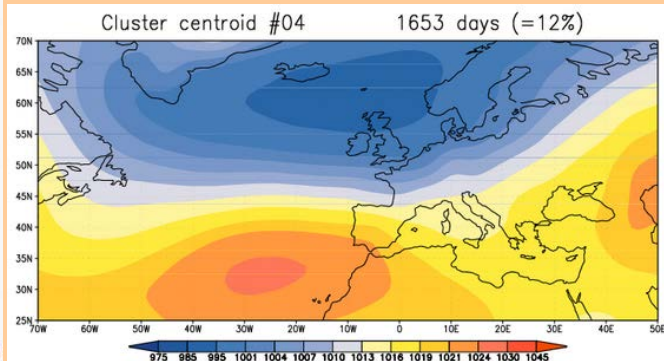 Cluster centroid #04 1653 days (=12%)
70N
65N
60N
55N
50N
45N
40N
35N
30N
25N
70W 60W 50W 40W 30W 20W 10W 0 10E 20E 30E 40E 50E
975 985 995 1001 1004 1007 1010 1013 1016 1019 1021 1024 1030 1045